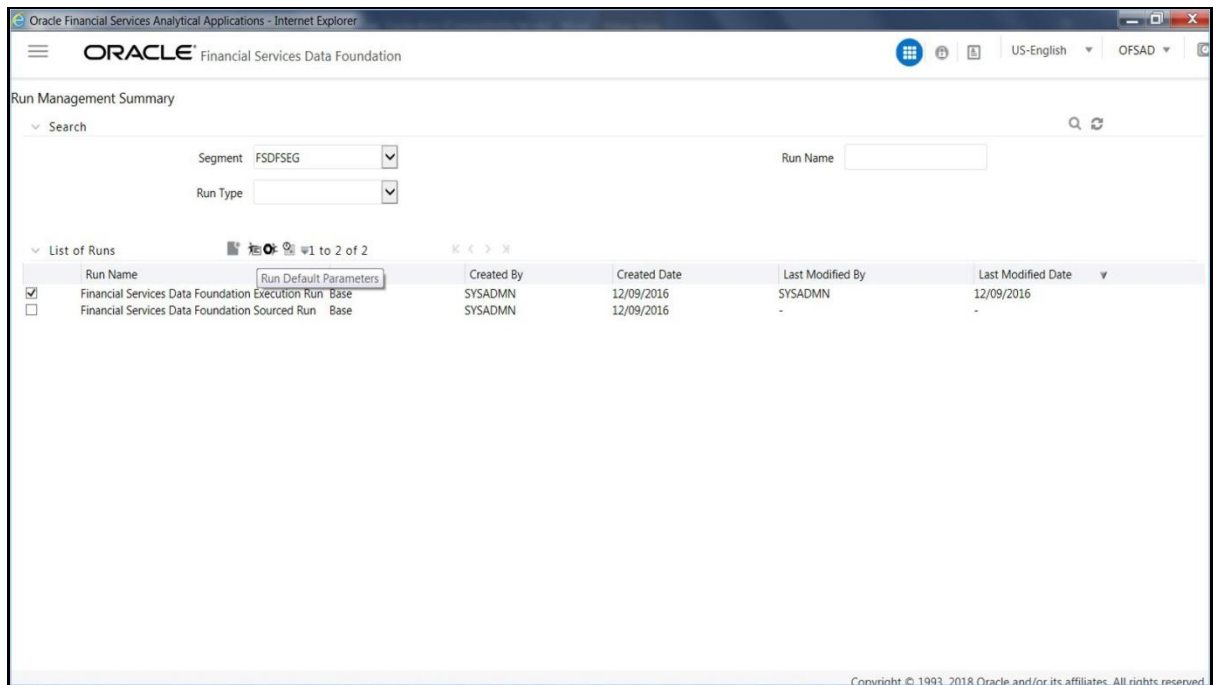 Oracle Financial Services Analytical Applications - Internet Explorer
ORACLE Financial Services Data Foundation US-English OFSAD
Run Management Summary
Search
Segment FSDFSEG Run Name
Run Type
List of Runs 1 to 2 of 2
Run Name Created By Created Date Last Modified By Last Modified Date
Run Default Parameters
Financial Services Data Foundation Execution Run Base SYSADMN 12/09/2016 SYSADMN 12/09/2016
Financial Services Data Foundation Sourced Run Base SYSADMN 12/09/2016 - -
Copyright © 1993, 2018 Oracle and/or its affiliates. All rights reserved.